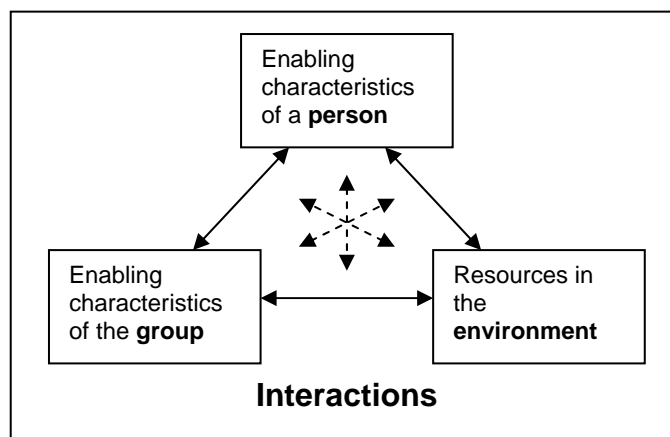 Enabling
characteristics
of a person
Enabling
characteristics
of the group
Resources in
the
environment
Interactions